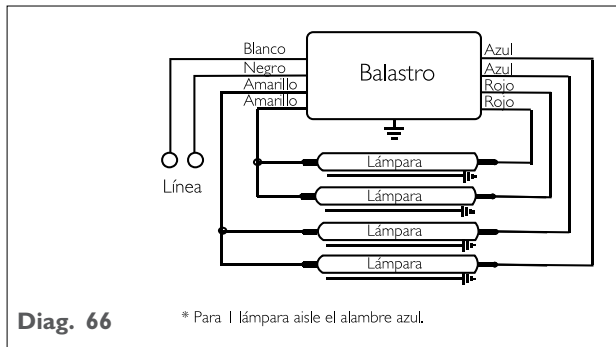 Blanco
Negro
Amarillo
Amarillo
Balastro
Azul
Azul
Rojo
Rojo
Línea
Lámpara
Lámpara
Lámpara
Lámpara
Diag. 66
* Para 1 lámpara aisle el alambre azul.